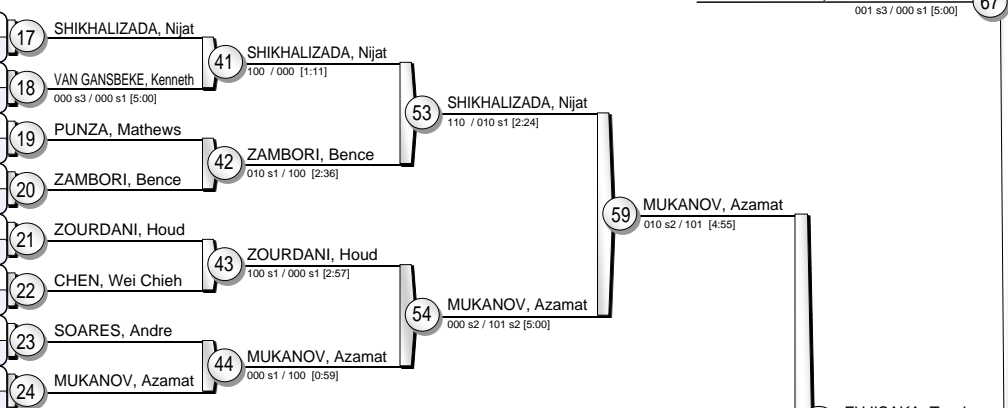 001 s3 / 000 s1 [5:00]
67
17
SHIKHALIZADA, Nijat
41
SHIKHALIZADA, Nijat
100 / 000 [1:11]
18
VAN GANSBEKE, Kenneth
000 s3 / 000 s1 [5:00]
53
SHIKHALIZADA, Nijat
110 / 010 s1 [2:24]
19
PUNZA, Mathews
42
ZAMBORI, Bence
010 s1 / 100 [2:36]
20
ZAMBORI, Bence
59
MUKANOV, Azamat
010 s2 / 101 [4:55]
21
ZOURDANI, Houd
43
ZOURDANI, Houd
100 s1 / 000 s1 [2:57]
22
CHEN, Wei Chieh
54
MUKANOV, Azamat
000 s2 / 101 s2 [5:00]
23
SOARES, Andre
44
MUKANOV, Azamat
000 s1 / 100 [0:59]
24
MUKANOV, Azamat